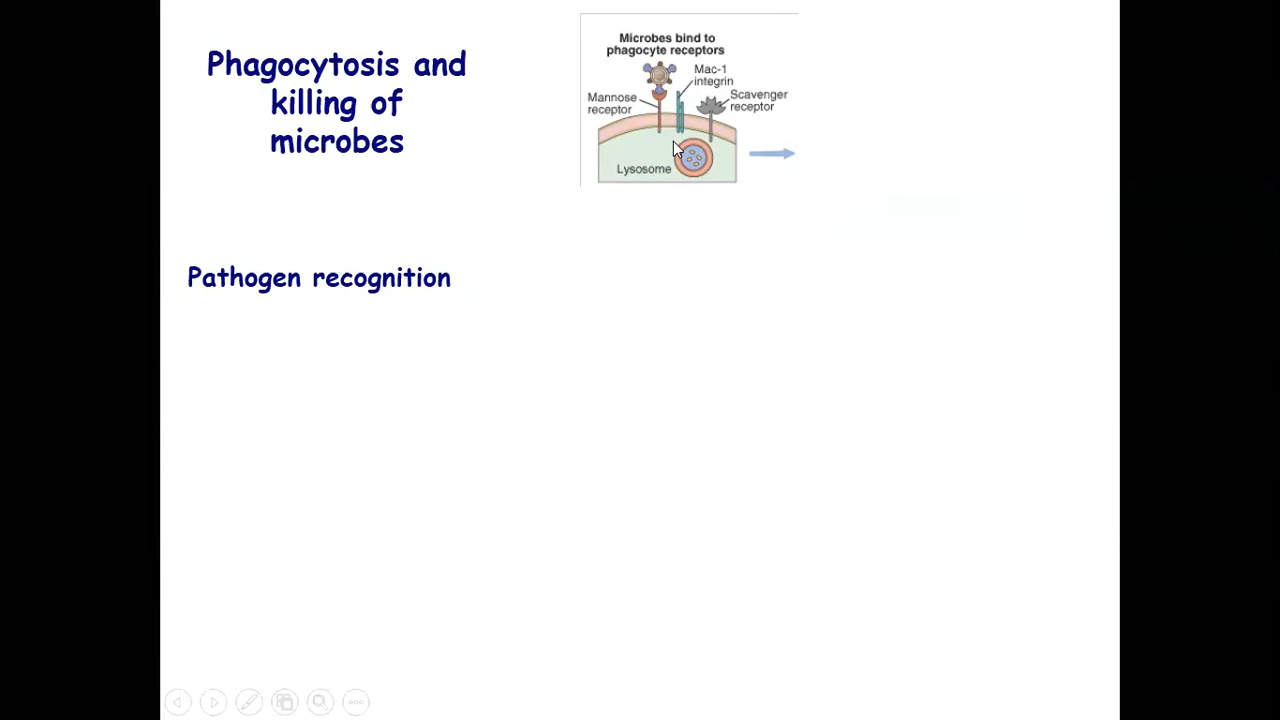 Phagocytosis and
killing of
microbes
Microbes bind to
phagocyte receptors
Mac-1
integrin
Mannose
receptor
Scavenger
receptor
Lysosome
Pathogen recognition